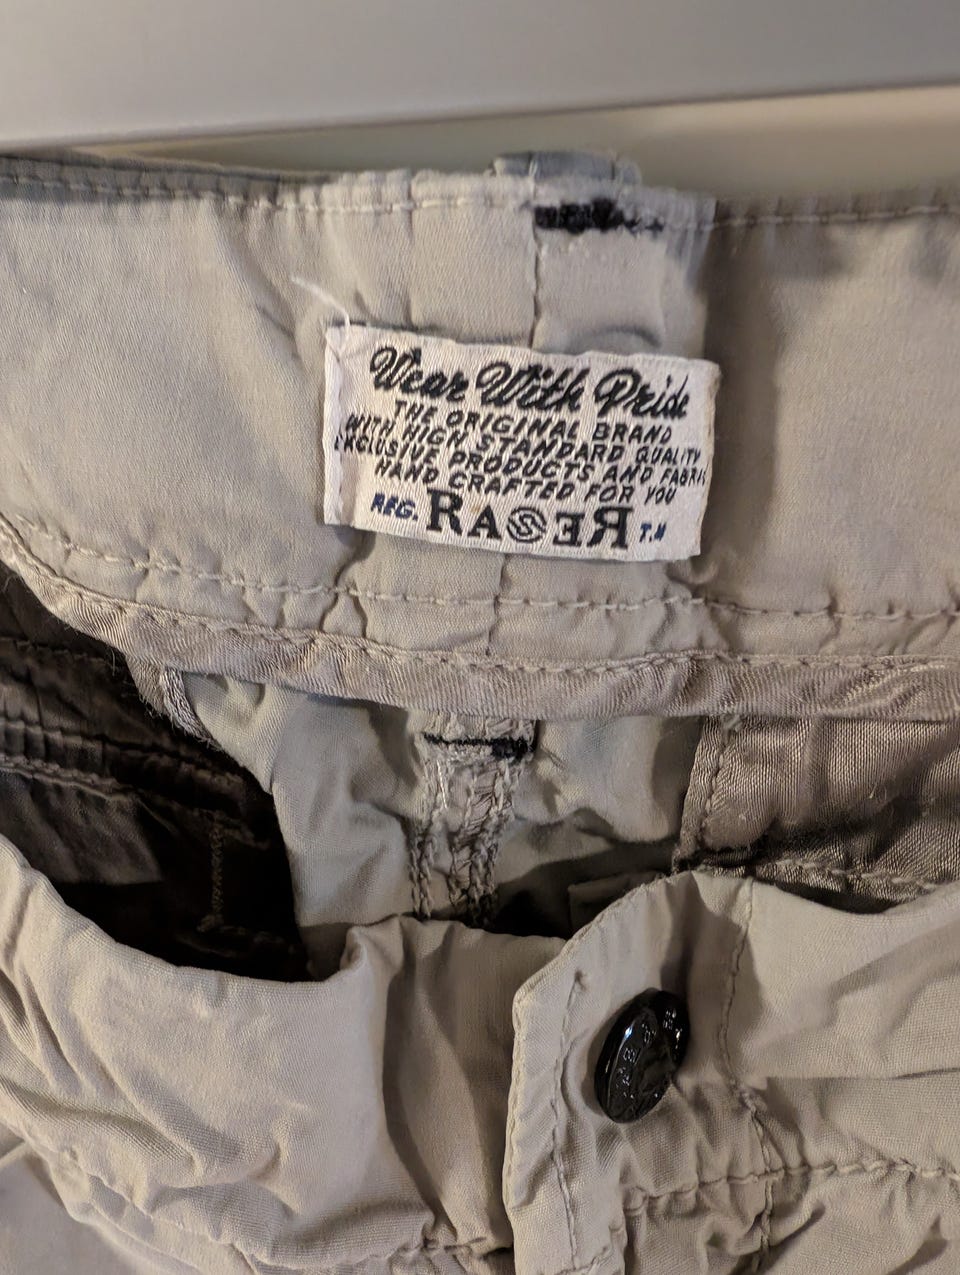 Wear With Pride
THE ORIGINAL BRAND
WITH HIGH STANDARD QUALITY
EXCLUSIVE PRODUCTS AND FABRI
HAND CRAFTED FOR YOU
REG. RASER T.M